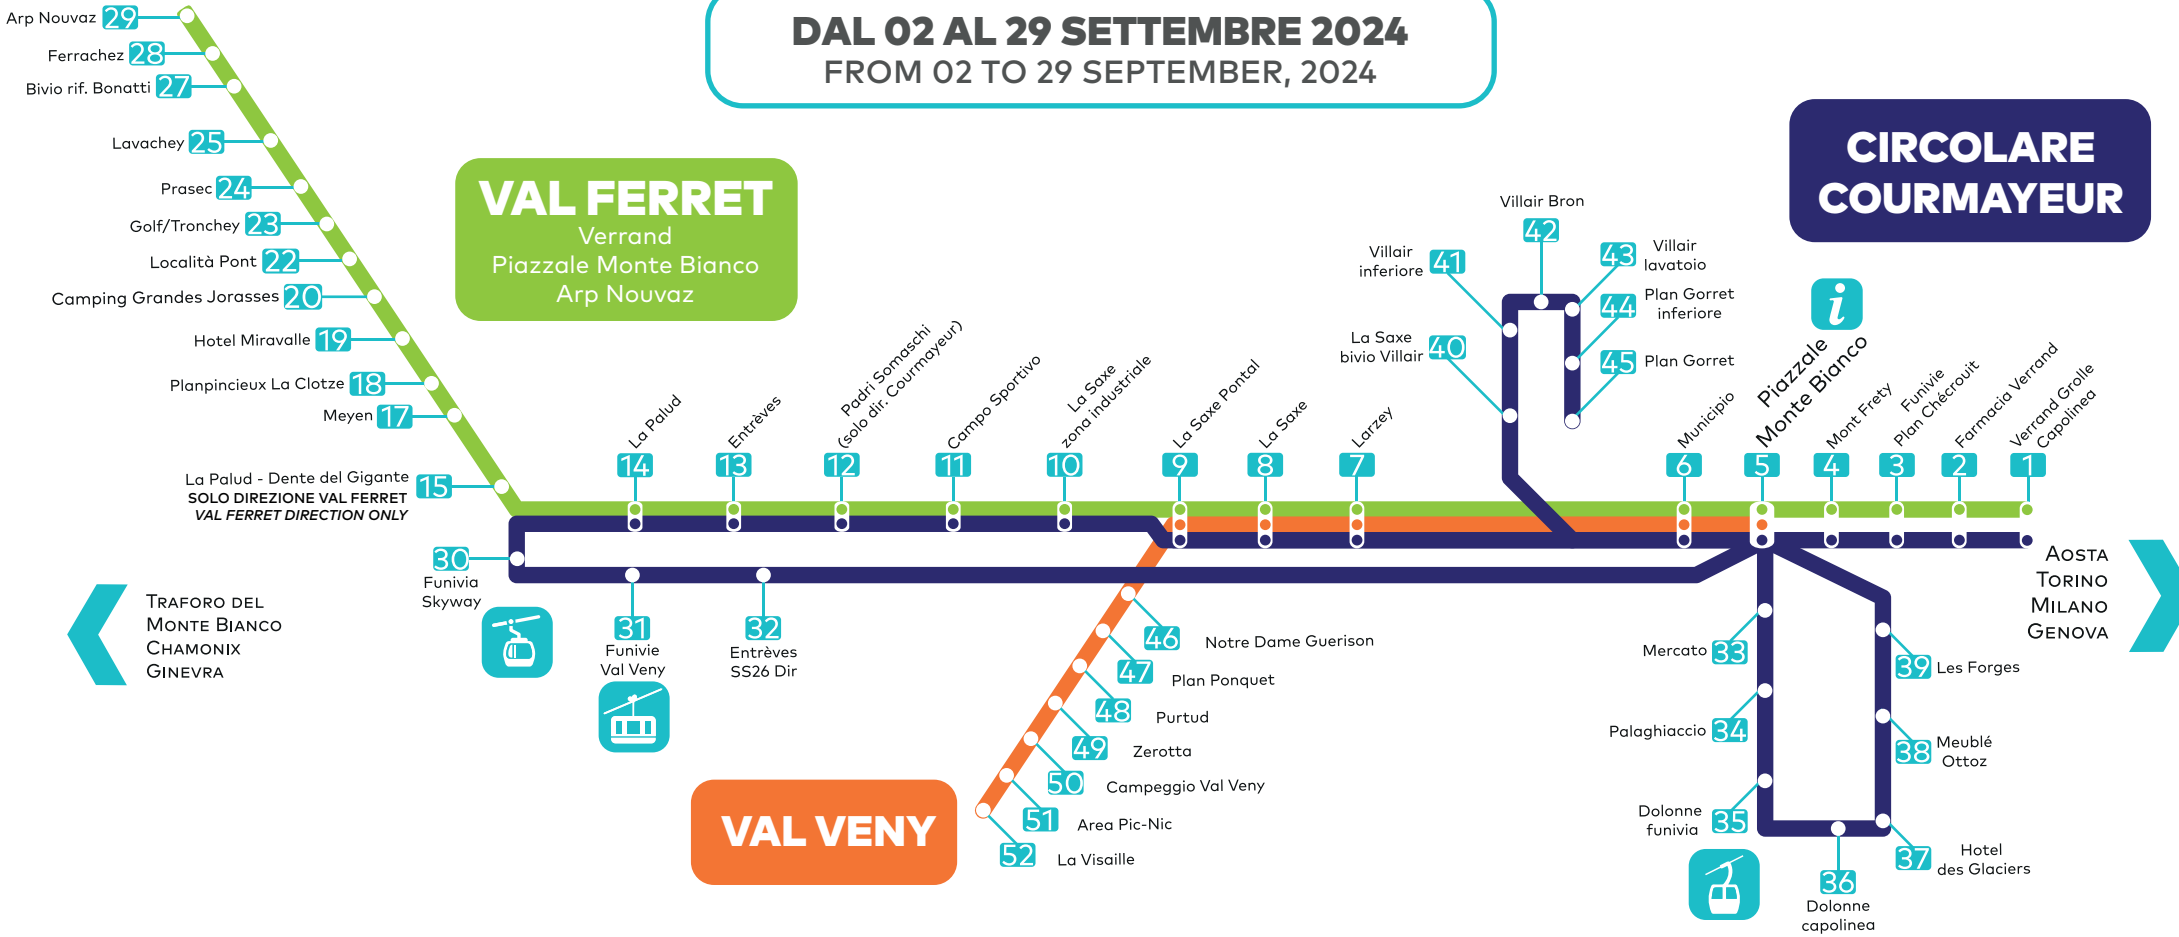 DAL 02 AL 29 SETTEMBRE 2024
FROM 02 TO 29 SEPTEMBER, 2024
CIRCOLARE
COURMAYEUR
VAL FERRET
Verrand
Piazzale Monte Bianco
Arp Nouvaz
Arp Nouvaz 29
Ferrachez 28
Bivio rif. Bonatti 27
Lavachey 25
Prasec 24
Golf/Tronchey 23
Località Pont 22
Camping Grandes Jorasses 20
Hotel Miravalle 19
Planpincieux La Clotze 18
Meyen 17
La Palud - Dente del Gigante 15
SOLO DIREZIONE VAL FERRET
VAL FERRET DIRECTION ONLY
La Palud
14
Entrèves
13
Padri Somaschi
(solo dir. Courmayeur)
12
Campo Sportivo
11
La Saxe
zona industriale
10
La Saxe Pontal
9
La Saxe
8
Larzey
7
La Saxe
bivio Villair
40
Villair
inferiore
41
Villair Bron
42
43
Villair
lavatoio
44
Plan Gorret
inferiore
45 Plan Gorret
Municipio
6
i
Piazzale
Monte Bianco
5
Mont Frety
4
Funivie
Plan Chécrouit
3
Farmacia Verrand
2
Verrand Grolle
Capolinea
1
30
Funivia
Skyway
31
Funivie
Val Veny
32
Entrèves
SS26 Dir
TRAFORO DEL
MONTE BIANCO
CHAMONIX
GINEVRA
AOSTA
TORINO
MILANO
GENOVA
46 Notre Dame Guerison
47 Plan Ponquet
48 Purtud
49 Zerotta
50 Campeggio Val Veny
51 Area Pic-Nic
52 La Visaille
VAL VENY
Mercato 33
Palaghiaccio 34
Dolonne
funivia
35
36
Dolonne
capolinea
37
Hotel
des Glaciers
38
Meublé
Ottoz
39 Les Forges